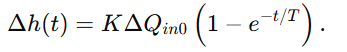 Δh(t) = KΔQ_{in0} (1 − e^{−t/T}) .